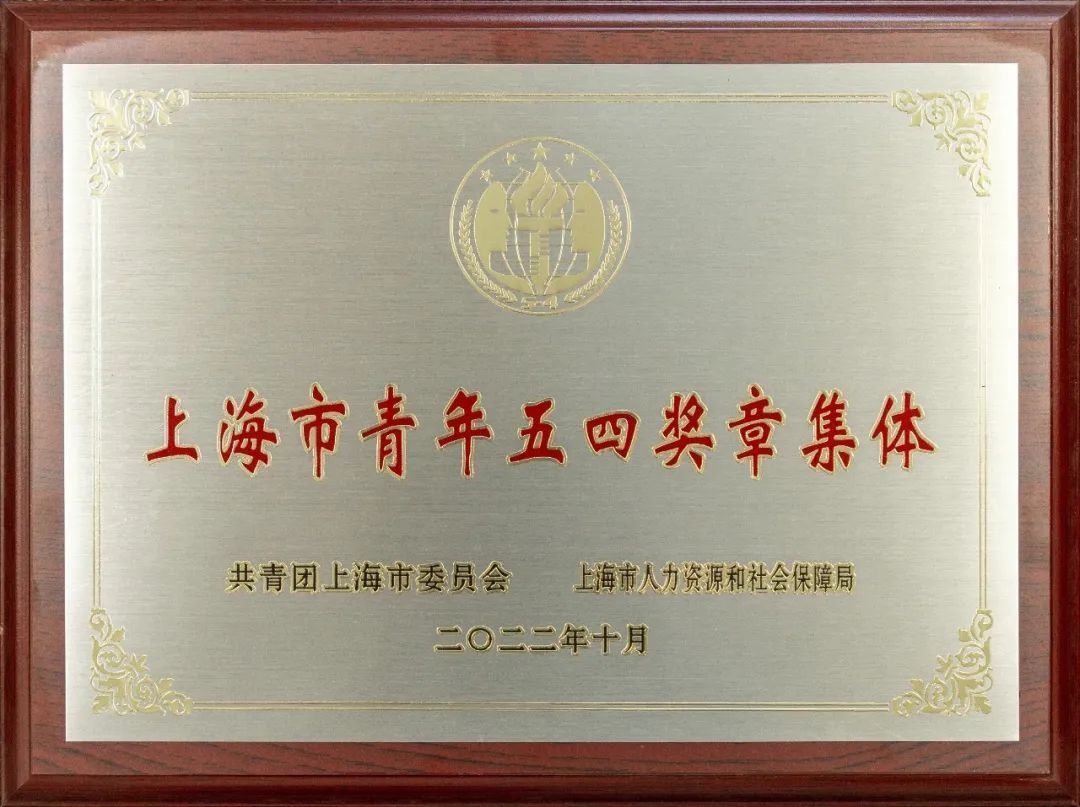 5·4
上海市青年五四奖章集体
共青团上海市委员会 上海市人力资源和社会保障局
二〇二二年十月